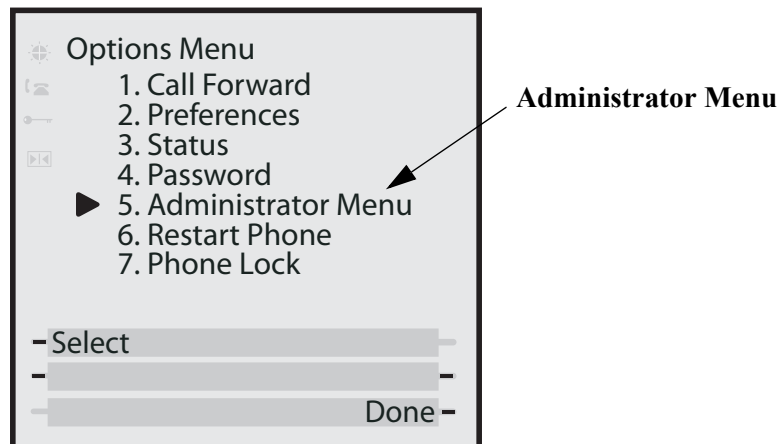 Options Menu
1. Call Forward
2. Preferences
3. Status
4. Password
5. Administrator Menu
6. Restart Phone
7. Phone Lock
Select
Done
Administrator Menu